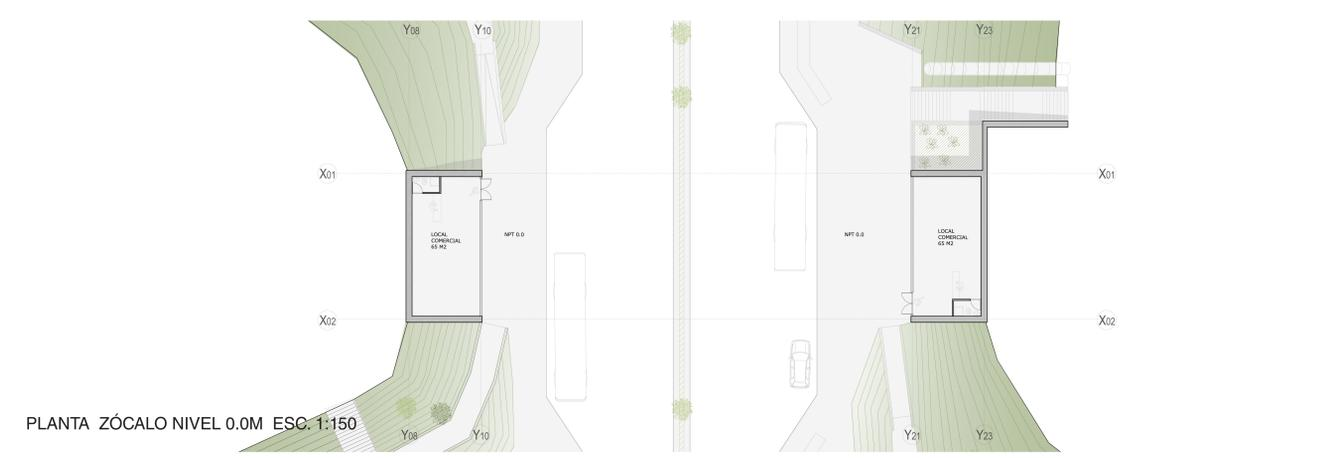 Y08 Y10 Y21 Y23
X01 X01
LOCAL
COMERCIAL
65 M2
NPT 0.0
NPT 0.0
LOCAL
COMERCIAL
65 M2
X02 X02
PLANTA ZÓCALO NIVEL 0.0M ESC. 1:150
Y08 Y10 Y21 Y23